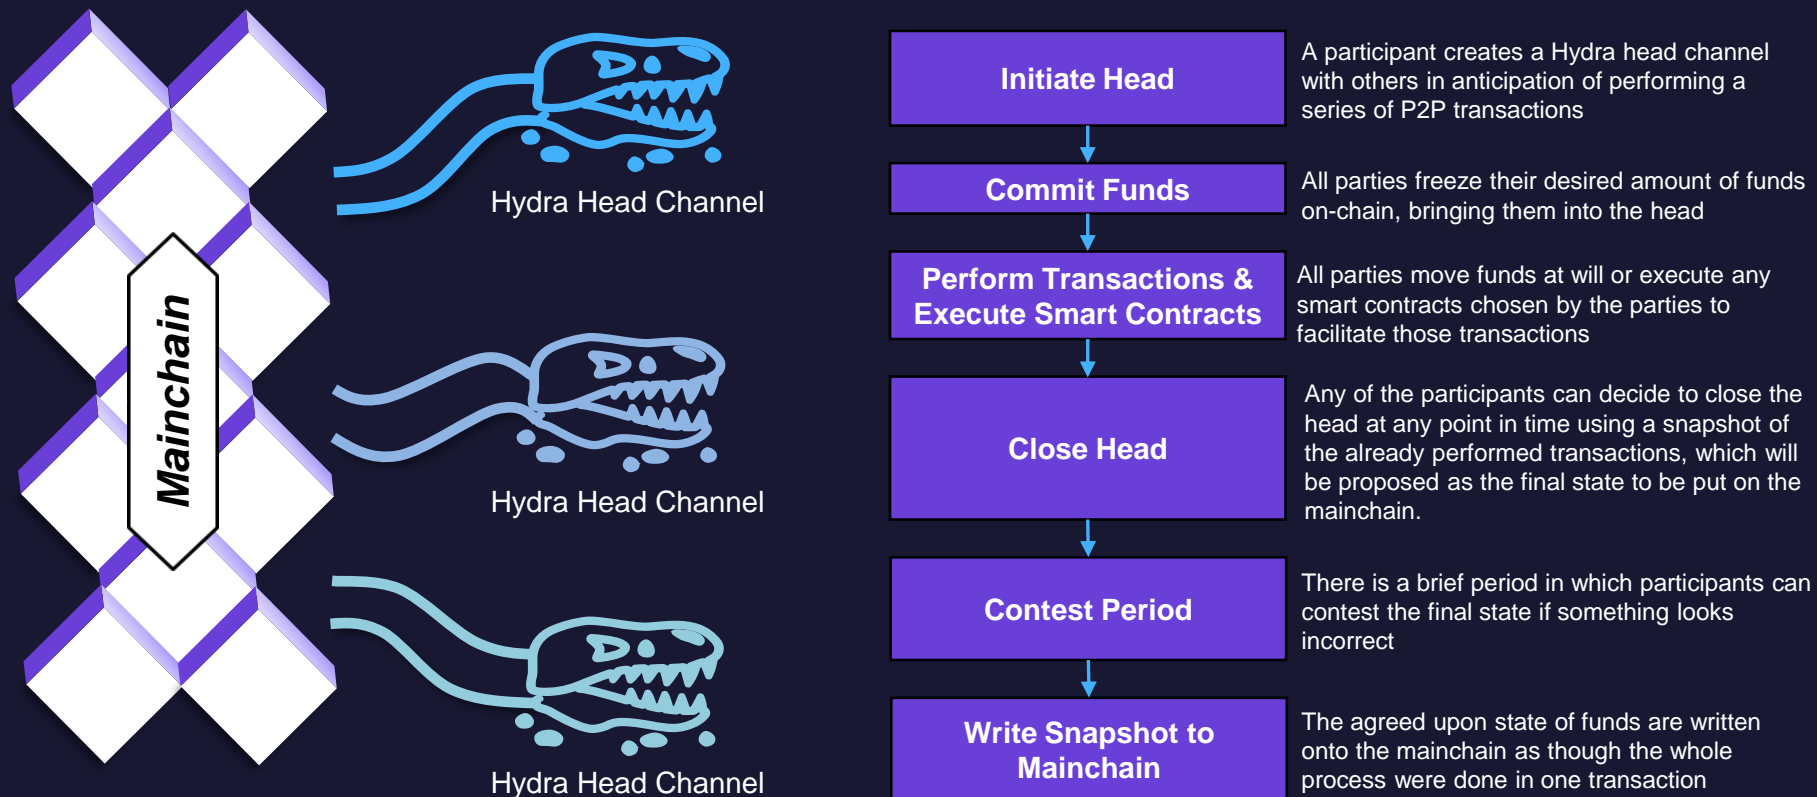 Mainchain
Hydra Head Channel
Hydra Head Channel
Hydra Head Channel
Initiate Head
A participant creates a Hydra head channel
with others in anticipation of performing a
series of P2P transactions
Commit Funds
All parties freeze their desired amount of funds
on-chain, bringing them into the head
Perform Transactions &
Execute Smart Contracts
All parties move funds at will or execute any
smart contracts chosen by the parties to
facilitate those transactions
Close Head
Any of the participants can decide to close the
head at any point in time using a snapshot of
the already performed transactions, which will
be proposed as the final state to be put on the
mainchain.
Contest Period
There is a brief period in which participants can
contest the final state if something looks
incorrect
Write Snapshot to
Mainchain
The agreed upon state of funds are written
onto the mainchain as though the whole
process were done in one transaction